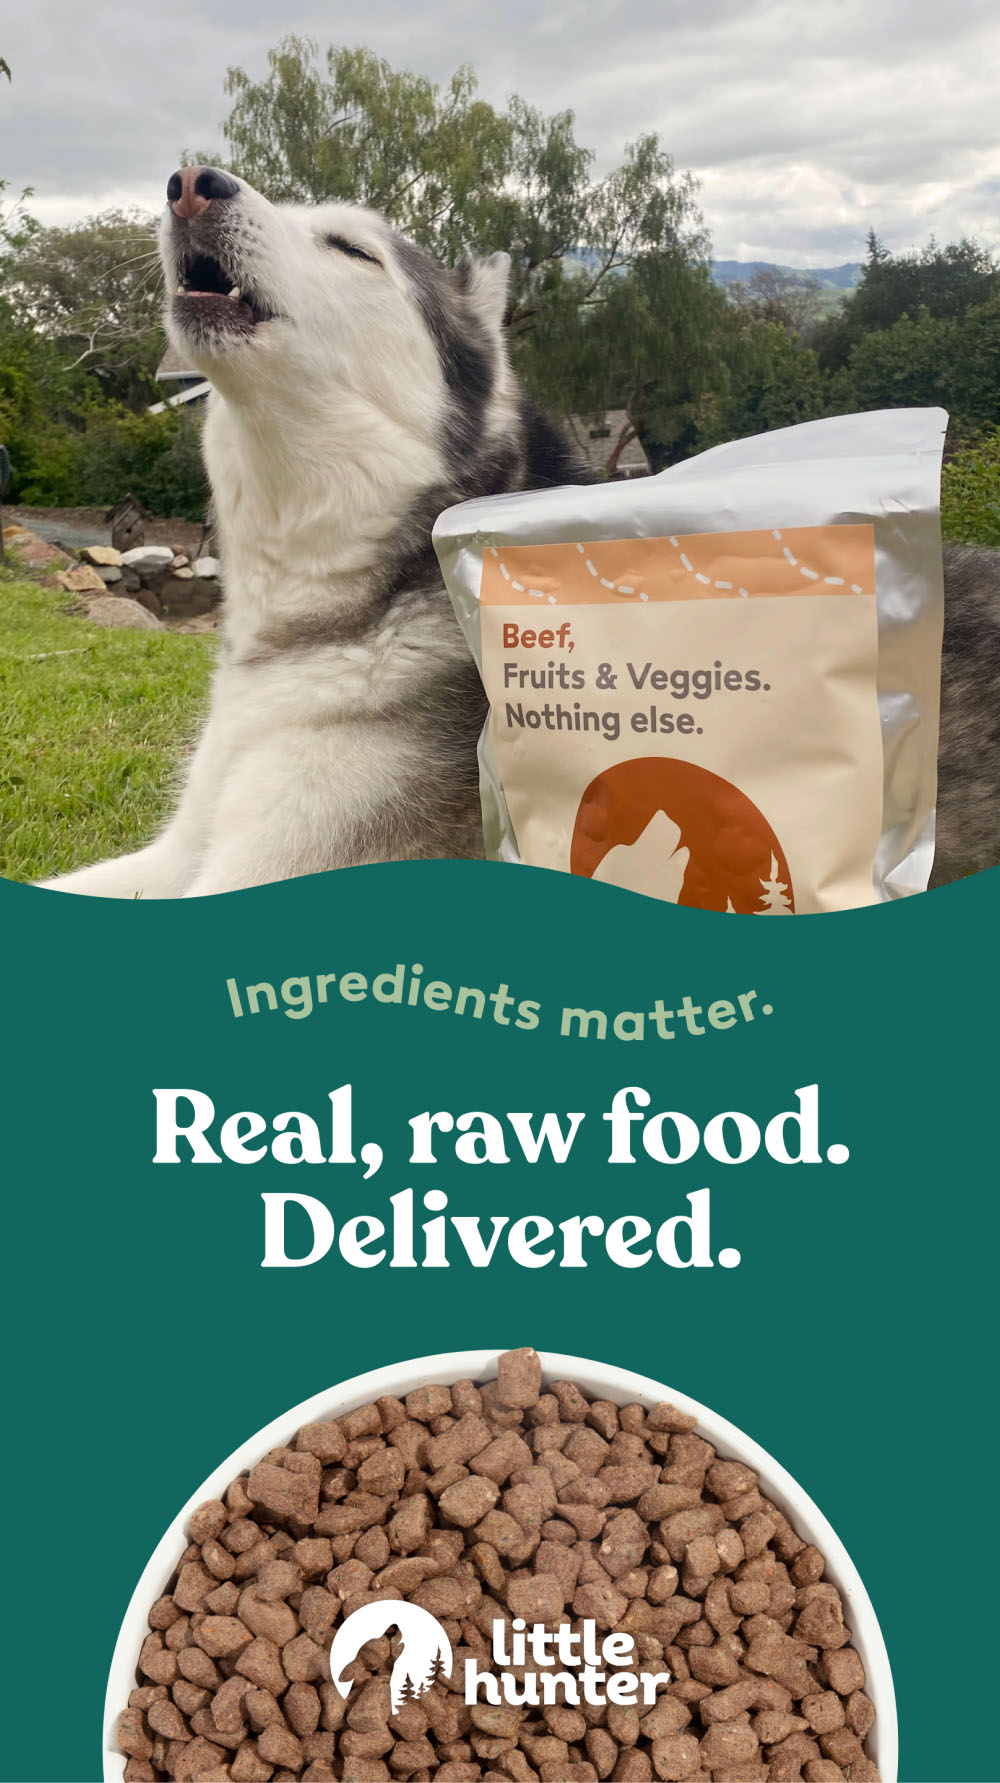 Beef,
Fruits & Veggies.
Nothing else.
Ingredients matter.
Real, raw food.
Delivered.
little
hunter